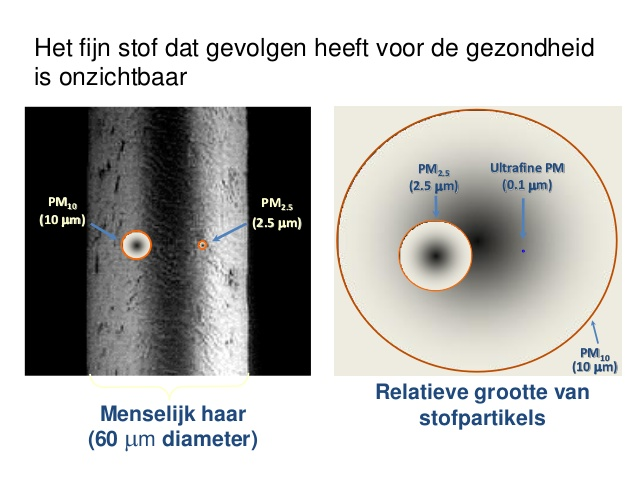 Het fijn stof dat gevolgen heeft voor de gezondheid
is onzichtbaar
PM10
(10 µm)
PM2.5
(2.5 µm)
Menselijk haar
(60 µm diameter)
PM2.5
(2.5 µm)
Ultrafine PM
(0.1 µm)
PM10
(10 µm)
Relatieve grootte van
stofpartikels